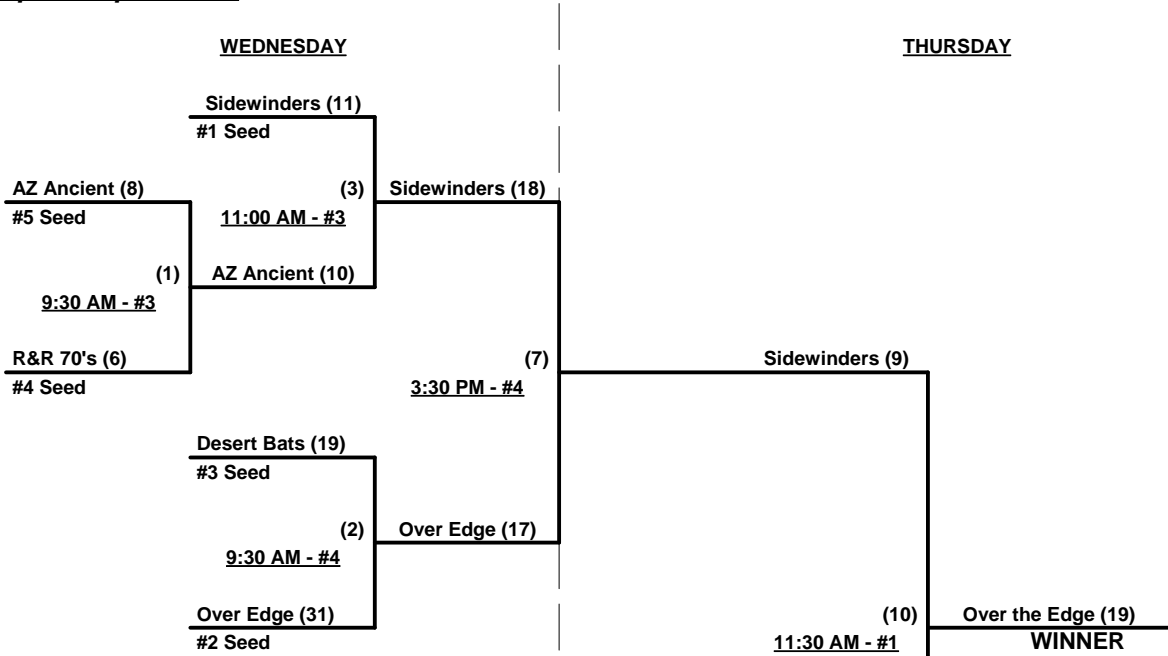 WEDNESDAY
THURSDAY
Sidewinders (11)
#1 Seed
AZ Ancient (8)
(3)
Sidewinders (18)
#5 Seed
11:00 AM - #3
(1)
AZ Ancient (10)
9:30 AM - #3
R&R 70's (6)
(7)
Sidewinders (9)
#4 Seed
3:30 PM - #4
Desert Bats (19)
#3 Seed
(2)
Over Edge (17)
9:30 AM - #4
Over Edge (31)
(10)
Over the Edge (19)
#2 Seed
11:30 AM - #1
WINNER